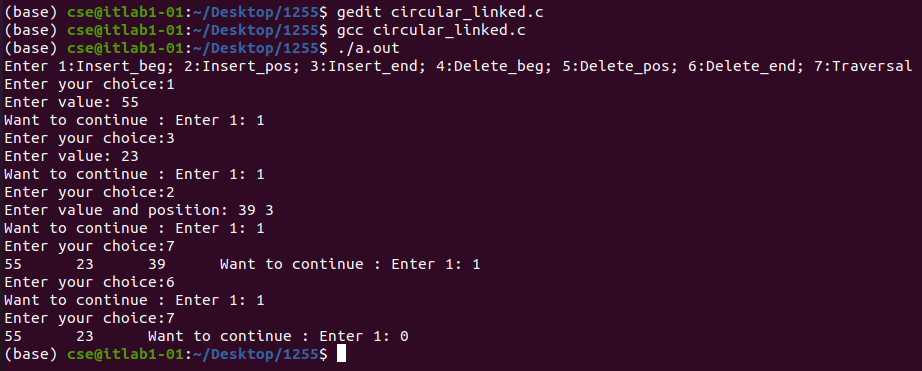 (base) cse@itlab1-01:~/Desktop/1255$ gedit circular_linked.c
(base) cse@itlab1-01:~/Desktop/1255$ gcc circular_linked.c
(base) cse@itlab1-01:~/Desktop/1255$ ./a.out
Enter 1:Insert_beg; 2:Insert_pos; 3:Insert_end; 4:Delete_beg; 5:Delete_pos; 6:Delete_end; 7:Traversal
Enter your choice:1
Enter value: 55
Want to continue : Enter 1: 1
Enter your choice:3
Enter value: 23
Want to continue : Enter 1: 1
Enter your choice:2
Enter value and position: 39 3
Want to continue : Enter 1: 1
Enter your choice:7
55      23      39      Want to continue : Enter 1: 1
Enter your choice:6
Want to continue : Enter 1: 1
Enter your choice:7
55      23      Want to continue : Enter 1: 0
(base) cse@itlab1-01:~/Desktop/1255$